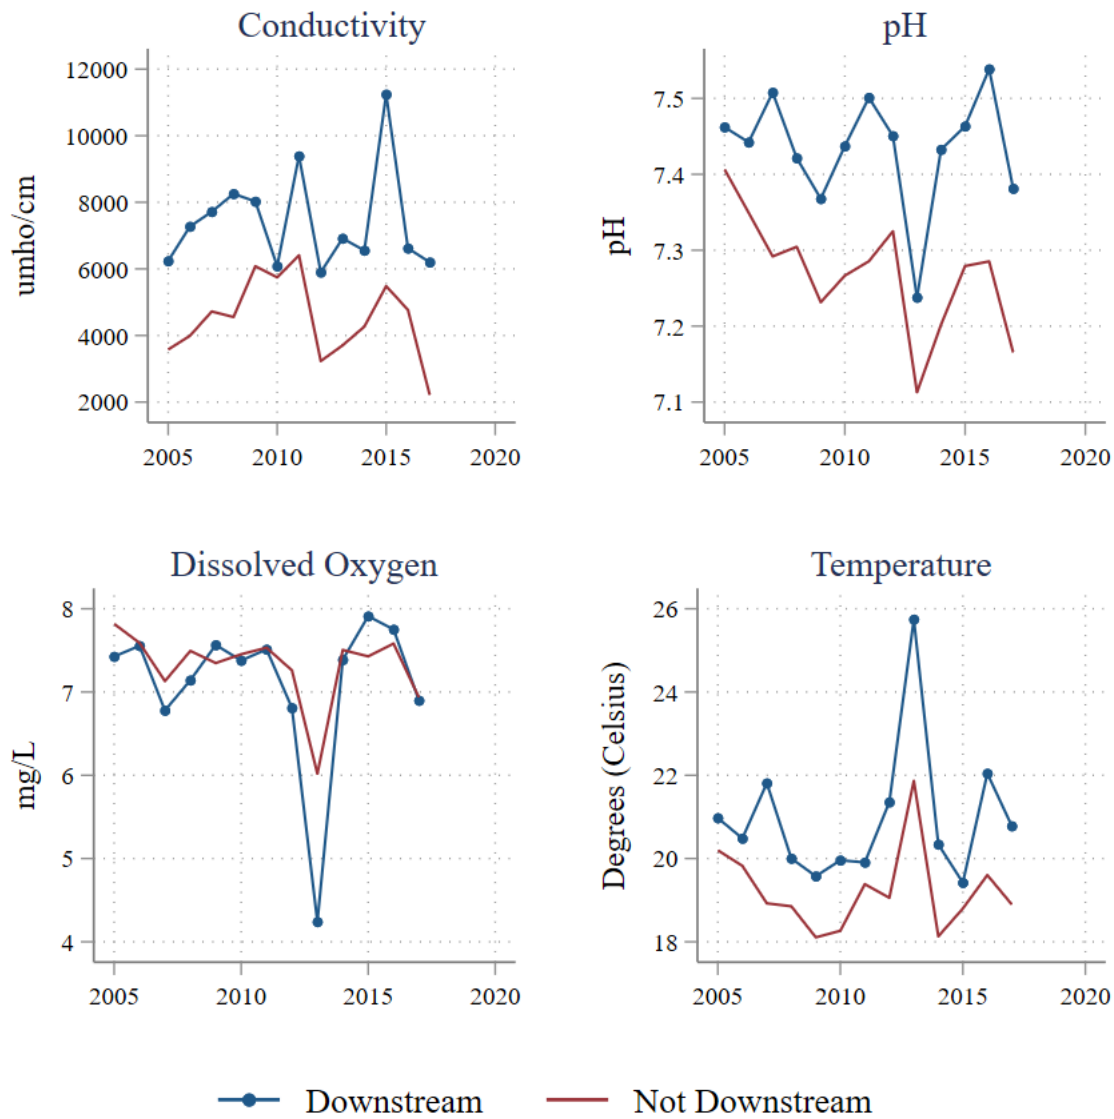 Conductivity
umho/cm
12000
10000
8000
6000
4000
2000
2005 2010 2015 2020
pH
pH
7.5
7.4
7.3
7.2
7.1
2005 2010 2015 2020
Dissolved Oxygen
mg/L
8
7
6
5
4
2005 2010 2015 2020
Temperature
Degrees (Celsius)
26
24
22
20
18
2005 2010 2015 2020
Downstream Not Downstream